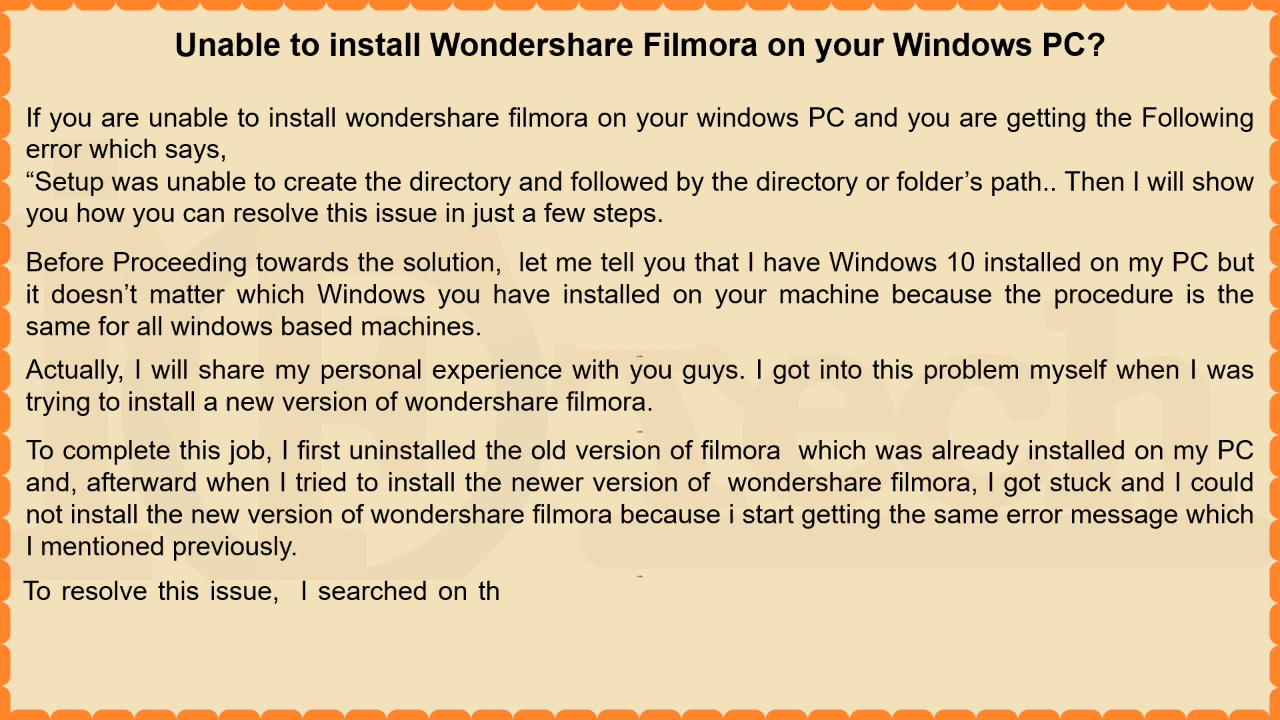 Unable to install Wondershare Filmora on your Windows PC?
If you are unable to install wondershare filmora on your windows PC and you are getting the Following
error which says,
“Setup was unable to create the directory and followed by the directory or folder’s path.. Then I will show
you how you can resolve this issue in just a few steps.
Before Proceeding towards the solution,  let me tell you that I have Windows 10 installed on my PC but
it doesn’t matter which Windows you have installed on your machine because the procedure is the
same for all windows based machines.
Actually, I will share my personal experience with you guys. I got into this problem myself when I was
trying to install a new version of wondershare filmora.
To complete this job, I first uninstalled the old version of filmora  which was already installed on my PC
and, afterward when I tried to install the newer version of  wondershare filmora, I got stuck and I could
not install the new version of wondershare filmora because i start getting the same error message which
I mentioned previously.
To resolve this issue,  I searched on th